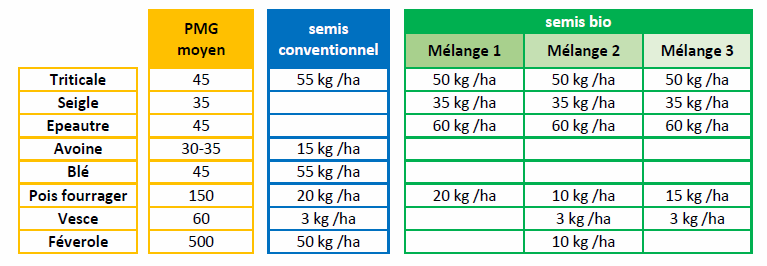 PMG moyen semis conventionnel semis bio
Mélange 1 Mélange 2 Mélange 3
Triticale 45 55 kg /ha 50 kg /ha 50 kg /ha 50 kg /ha
Seigle 35 35 kg /ha 35 kg /ha 35 kg /ha
Epeautre 45 60 kg /ha 60 kg /ha 60 kg /ha
Avoine 30-35 15 kg /ha
Blé 45 55 kg /ha
Pois fourrager 150 20 kg /ha 20 kg /ha 10 kg /ha 15 kg /ha
Vesce 60 3 kg /ha 3 kg /ha 3 kg /ha
Féverole 500 50 kg /ha 10 kg /ha